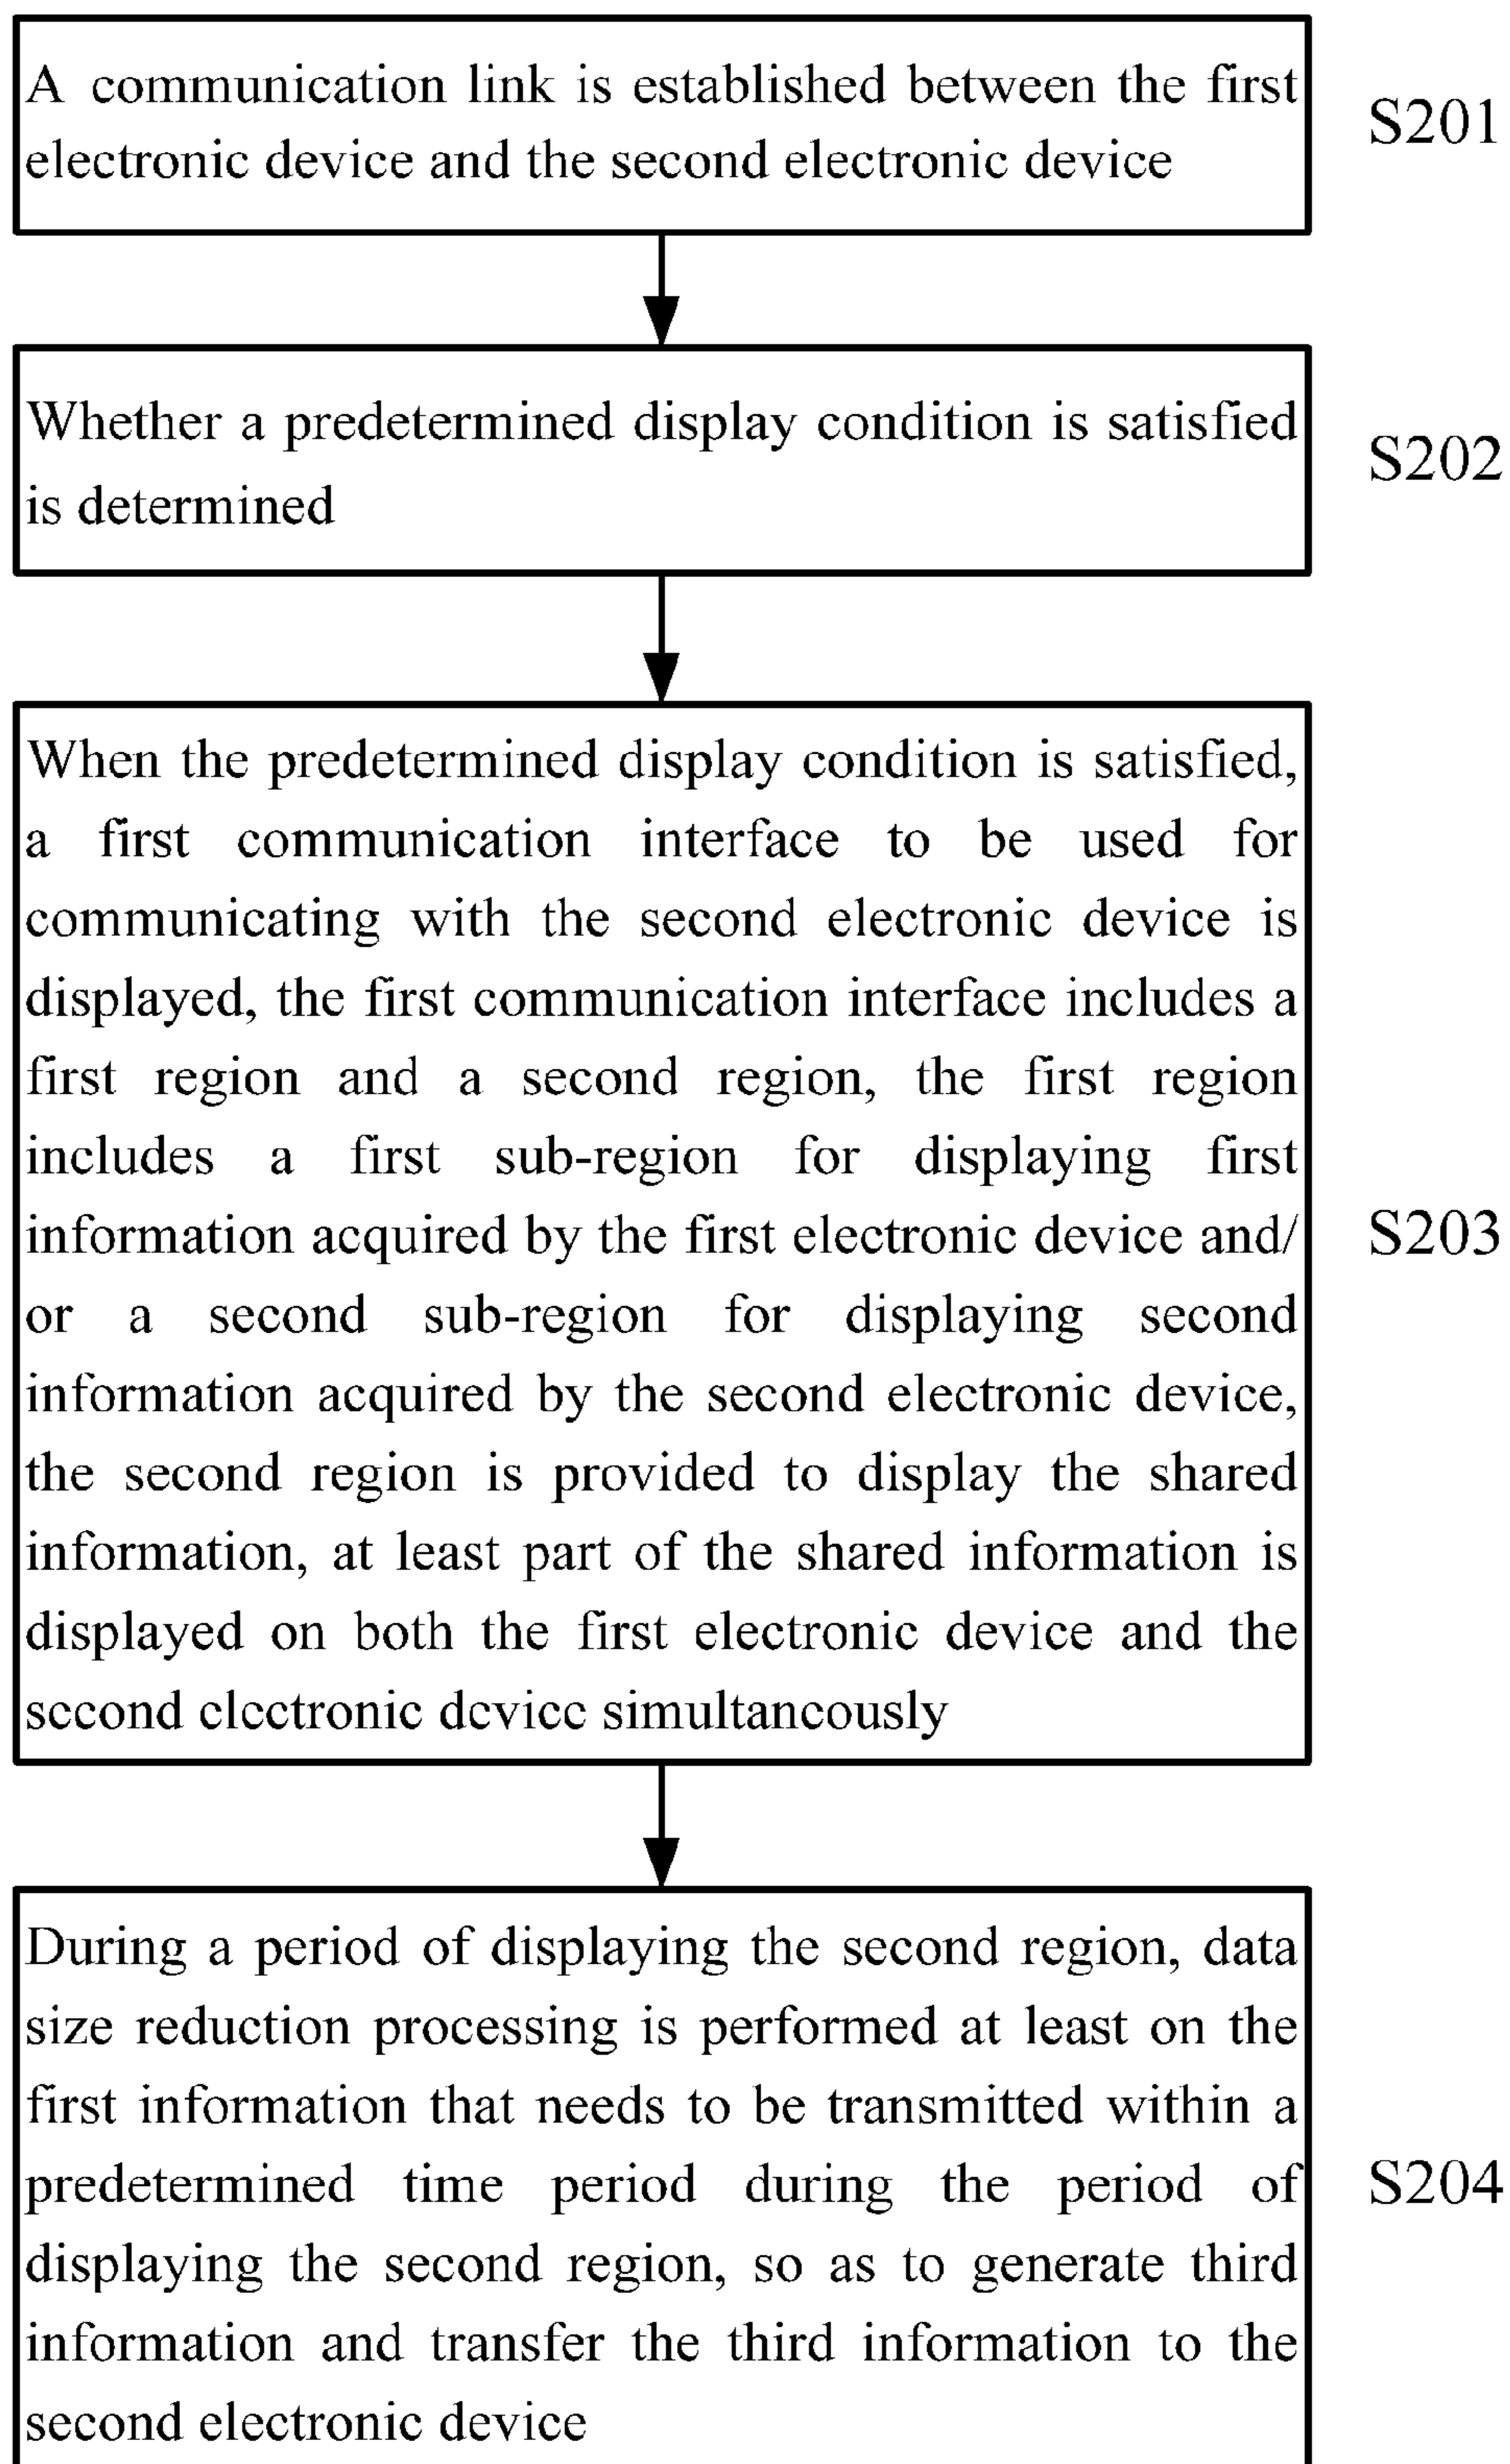 A communication link is established between the first
electronic device and the second electronic device
S201
Whether a predetermined display condition is satisfied
is determined
S202
When the predetermined display condition is satisfied,
a first communication interface to be used for
communicating with the second electronic device is
displayed, the first communication interface includes a
first region and a second region, the first region
includes a first sub-region for displaying first
information acquired by the first electronic device and/
or a second sub-region for displaying second
information acquired by the second electronic device,
the second region is provided to display the shared
information, at least part of the shared information is
displayed on both the first electronic device and the
second electronic device simultaneously
S203
During a period of displaying the second region, data
size reduction processing is performed at least on the
first information that needs to be transmitted within a
predetermined time period during the period of
displaying the second region, so as to generate third
information and transfer the third information to the
second electronic device
S204